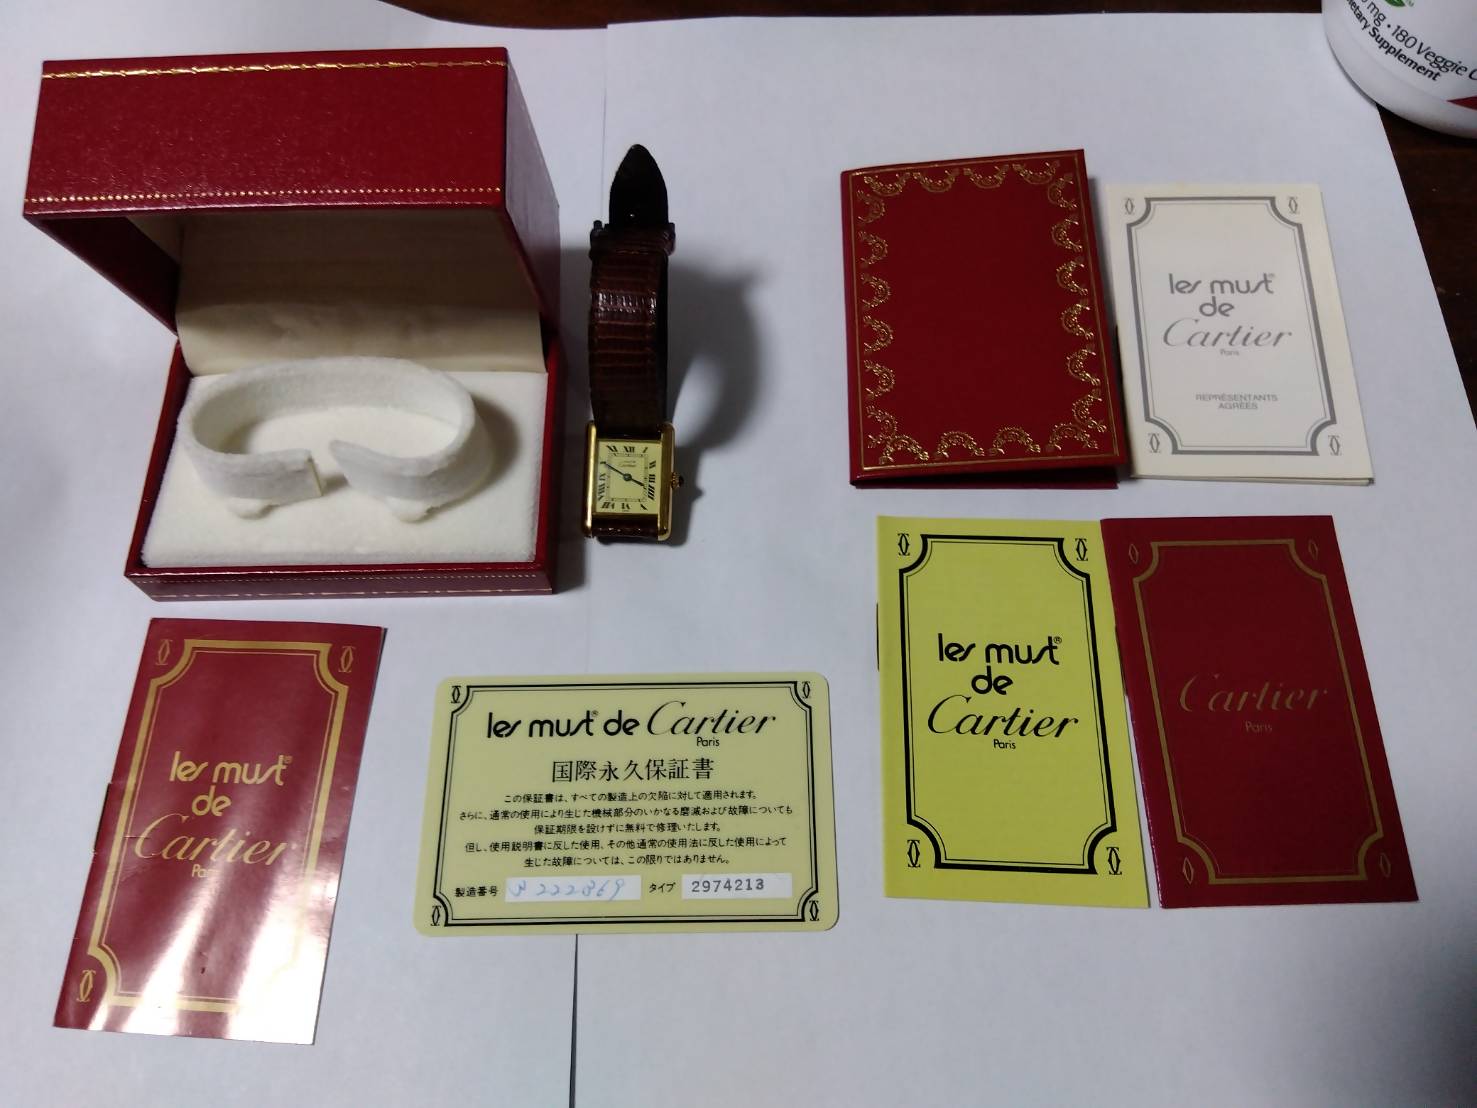 mg • 180 Veggie
Dietary Supplement
Cartier
les must®
de
Cartier
Paris
REPRÉSENTANTS
AGRÉÉS
les must®
de
Cartier
Paris
Cartier
Paris
les must®
de
Cartier
Paris
les must® de Cartier
Paris
国際永久保証書
この保証書は、すべての製造上の欠陥に対して適用されます。
さらに、通常の使用により生じた機械部分のいかなる磨滅および故障についても
保証期限を設けずに無料で修理いたします。
但し、使用説明書に反した使用、その他通常の使用法に反した使用によって
生じた故障については、この限りではありません。
製造番号 タイプ 2974213